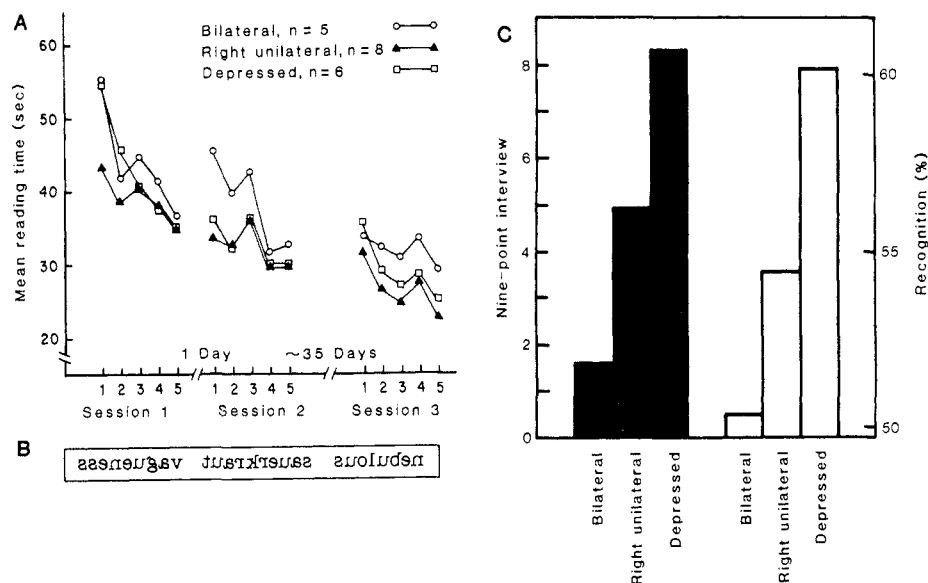 A
Bilateral, n = 5
Right unilateral, n = 8
Depressed, n = 6
Mean reading time (sec)
60
50
40
30
20
1 Day ~35 Days
1 2 3 4 5 1 2 3 4 5 1 2 3 4 5
Session 1 Session 2 Session 3
B
nebulous sauerkraut vagueness
C
Nine-point interview
8
6
4
2
0
Recognition (%)
60
55
50
Bilateral
Right unilateral
Depressed
Bilateral
Right unilateral
Depressed